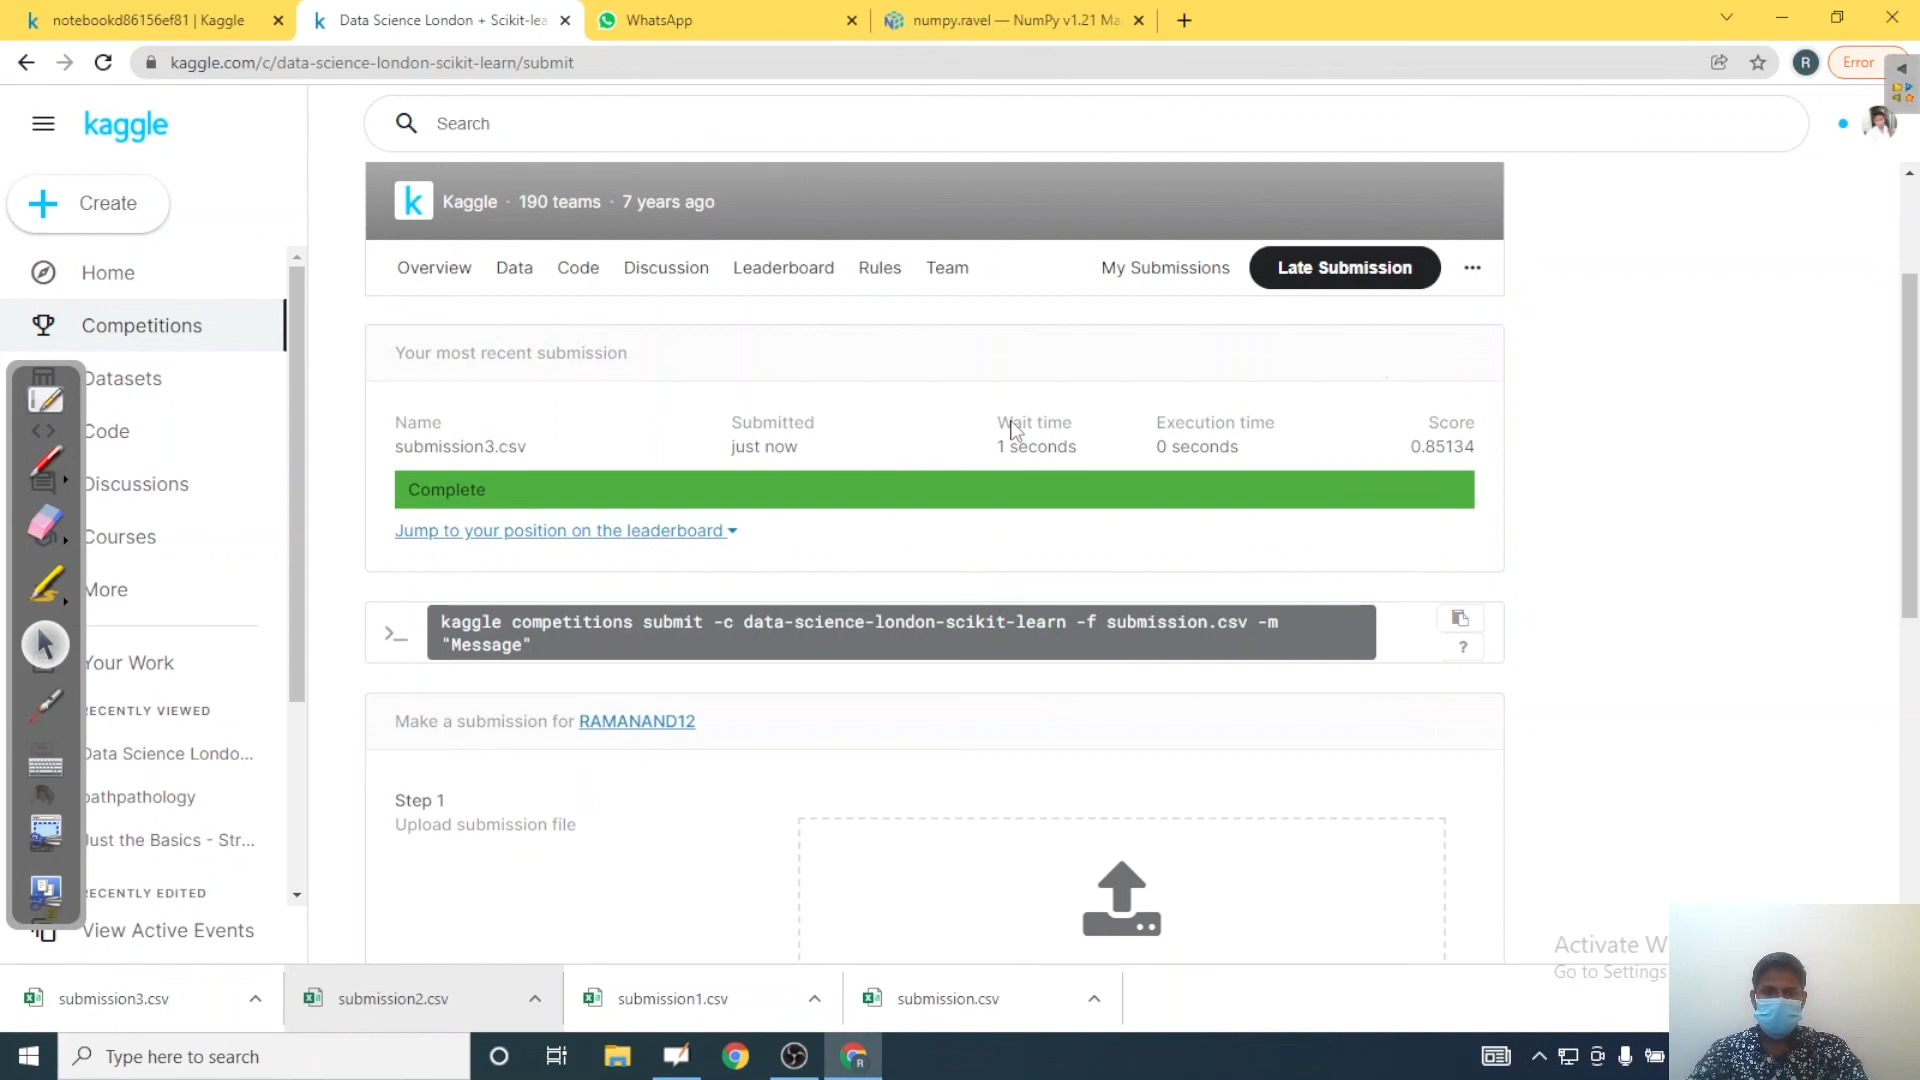 notebookd86156ef81 | Kaggle
Data Science London + Scikit-lea
WhatsApp
numpy.ravel — NumPy v1.21 Ma
kaggle.com/c/data-science-london-scikit-learn/submit
R
Error
kaggle
Search
Create
Home
Competitions
Datasets
Code
Discussions
Courses
More
Your Work
RECENTLY VIEWED
Data Science Londo...
pathpathology
Just the Basics - Str...
RECENTLY EDITED
View Active Events
k
Kaggle · 190 teams · 7 years ago
Overview Data Code Discussion Leaderboard Rules Team My Submissions Late Submission
Your most recent submission
Name Submitted Wait time Execution time Score
submission3.csv just now 1 seconds 0 seconds 0.85134
Complete
Jump to your position on the leaderboard
>_ kaggle competitions submit -c data-science-london-scikit-learn -f submission.csv -m
"Message"
?
Make a submission for RAMANAND12
Step 1
Upload submission file
Activate W
Go to Settings
submission3.csv submission2.csv submission1.csv submission.csv
Type here to search